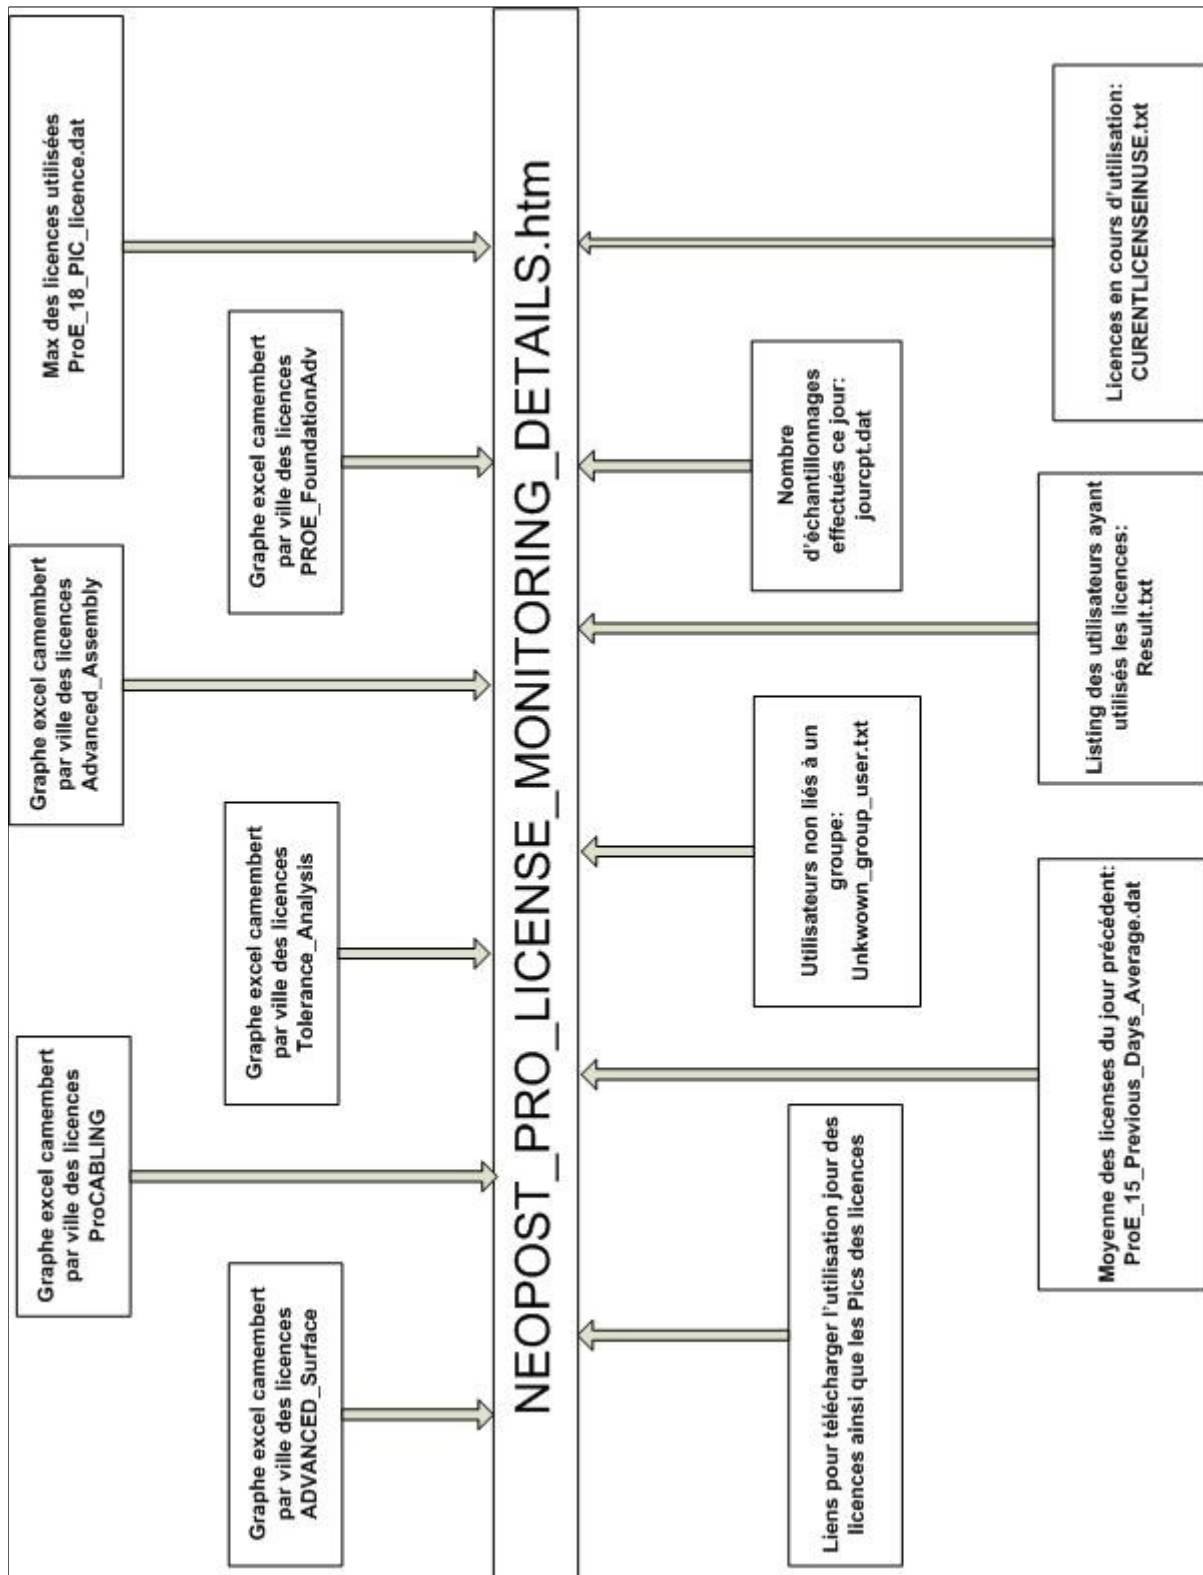 Graphe excel camembert
par ville des licences
ADVANCED_Surface
Graphe excel camembert
par ville des licences
ProCABLING
Graphe excel camembert
par ville des licences
Tolerance_Analysis
Graphe excel camembert
par ville des licences
Advanced_Assembly
Graphe excel camembert
par ville des licences
PROE_FoundationAdv
Max des licences utilisées
ProE_18_PIC_licence.dat
NEOPOST_PRO_LICENSE_MONITORING_DETAILS.htm
Liens pour télécharger l'utilisation jour des
licences ainsi que les Pics des licences
Moyenne des licenses du jour précédent:
ProE_15_Previous_Days_Average.dat
Utilisateurs non liés à un
groupe:
Unkwown_group_user.txt
Listing des utilisateurs ayant
utilisés les licences:
Result.txt
Nombre
d'échantillonnages
effectués ce jour:
jourcpt.dat
Licences en cours d'utilisation:
CURENTLICENSEINUSE.txt